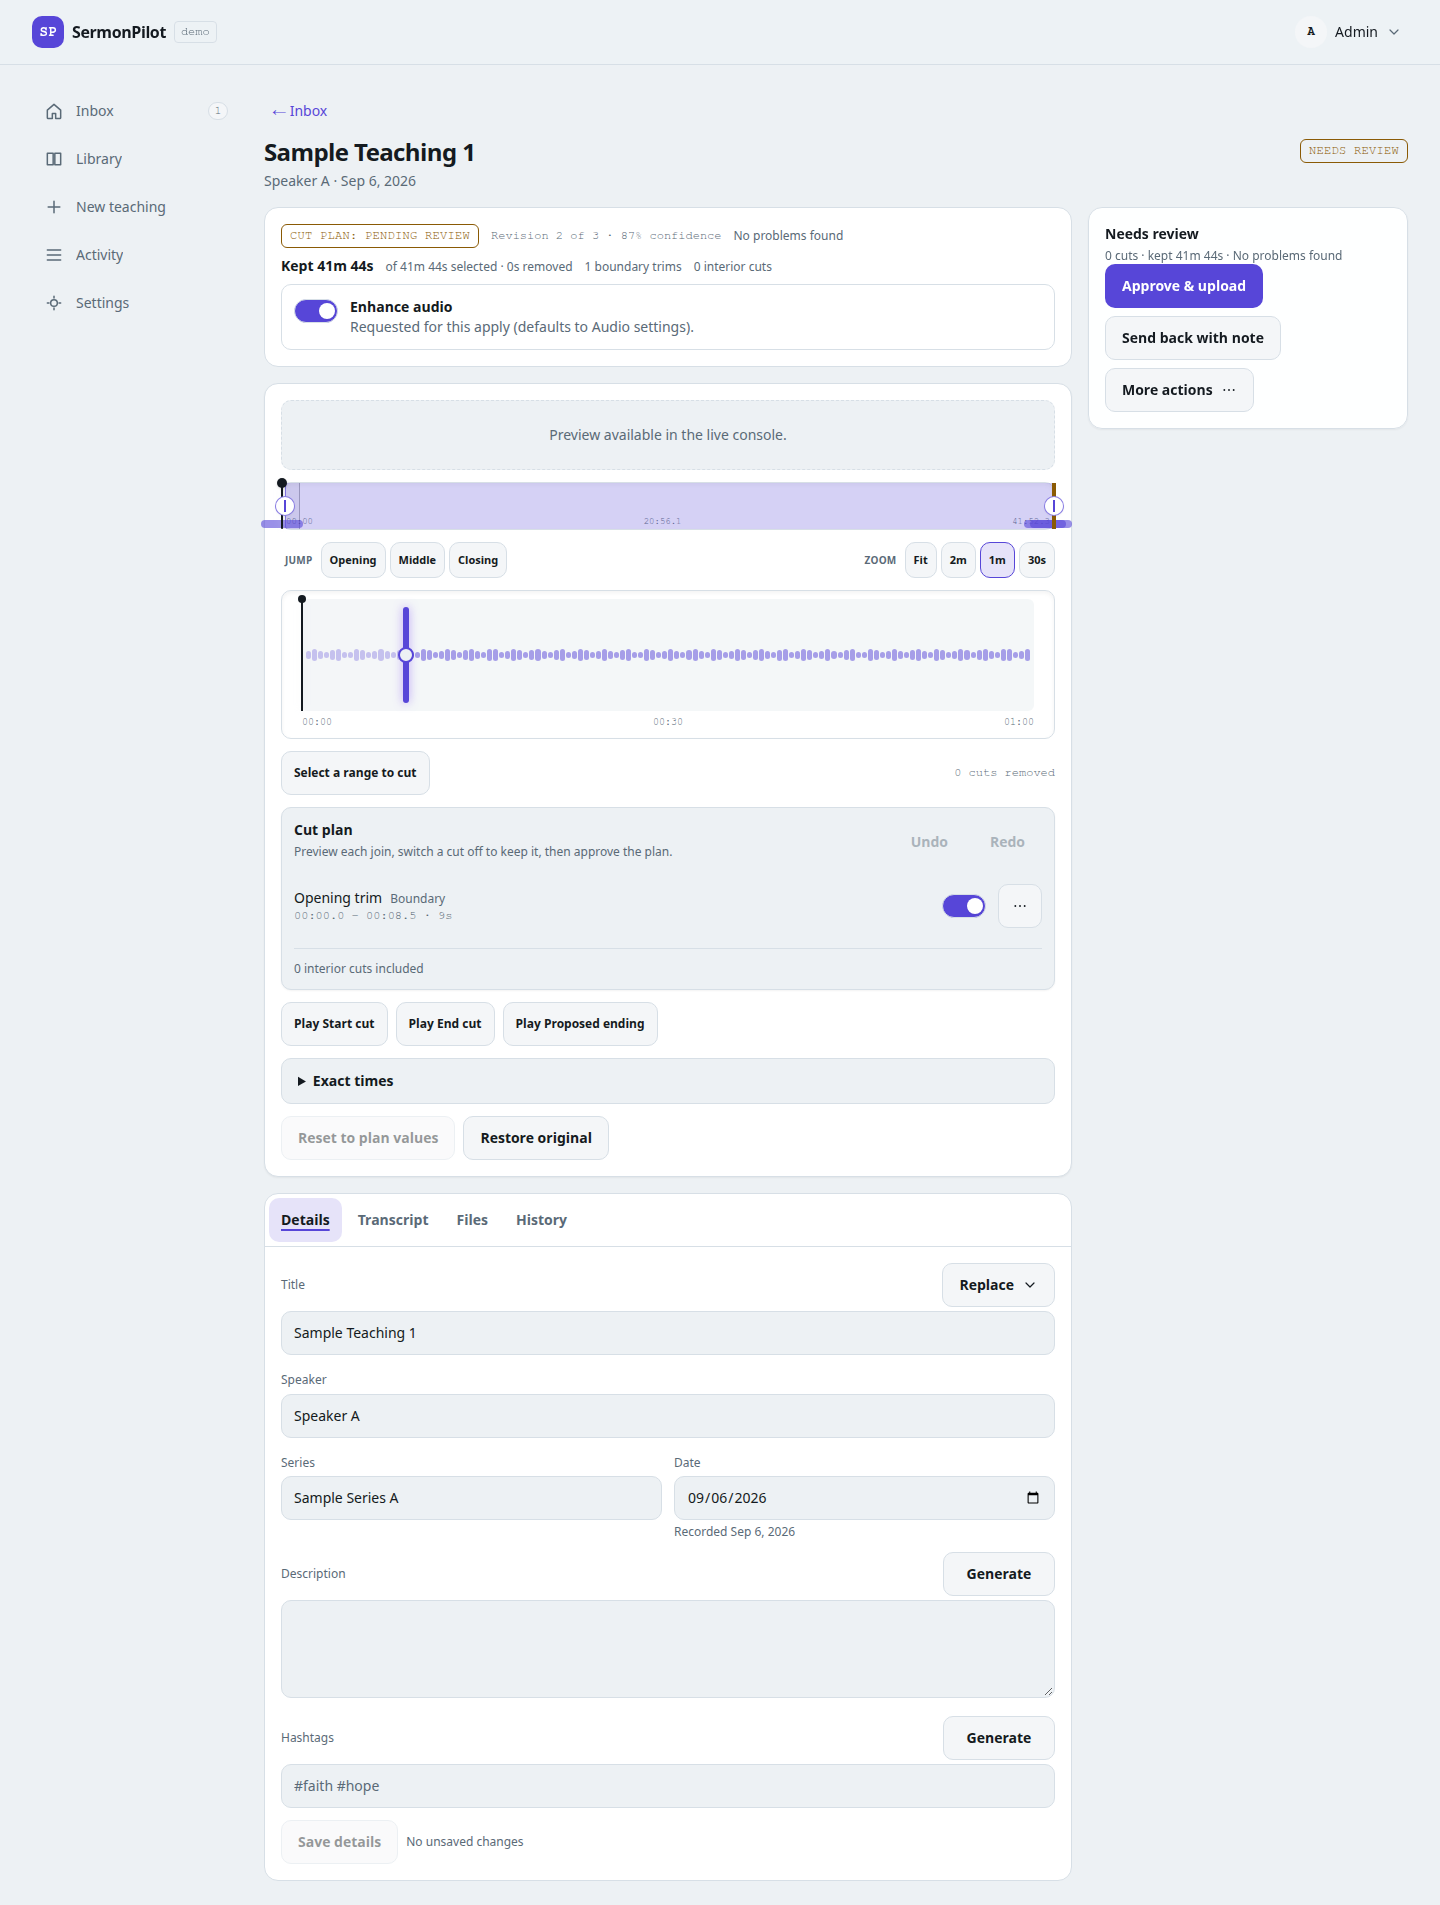 SP SermonPilot demo
A Admin
Inbox 1
Library
New teaching
Activity
Settings
← Inbox
Sample Teaching 1
NEEDS REVIEW
Speaker A · Sep 6, 2026
CUT PLAN: PENDING REVIEW Revision 2 of 3 · 87% confidence No problems found
Kept 41m 44s of 41m 44s selected · 0s removed 1 boundary trims 0 interior cuts
Enhance audio
Requested for this apply (defaults to Audio settings).
Needs review
0 cuts · kept 41m 44s · No problems found
Approve & upload
Send back with note
More actions ···
Preview available in the live console.
20:56.1
JUMP Opening Middle Closing ZOOM Fit 2m 1m 30s
00:00 00:30 01:00
Select a range to cut 0 cuts removed
Cut plan
Preview each join, switch a cut off to keep it, then approve the plan.
Undo Redo
Opening trim Boundary
00:00.0 – 00:08.5 · 9s
···
0 interior cuts included
Play Start cut Play End cut Play Proposed ending
Exact times
Reset to plan values Restore original
Details Transcript Files History
Title Replace
Sample Teaching 1
Speaker
Speaker A
Series Date
Sample Series A 09/06/2026
Recorded Sep 6, 2026
Description Generate
Hashtags Generate
#faith #hope
Save details No unsaved changes